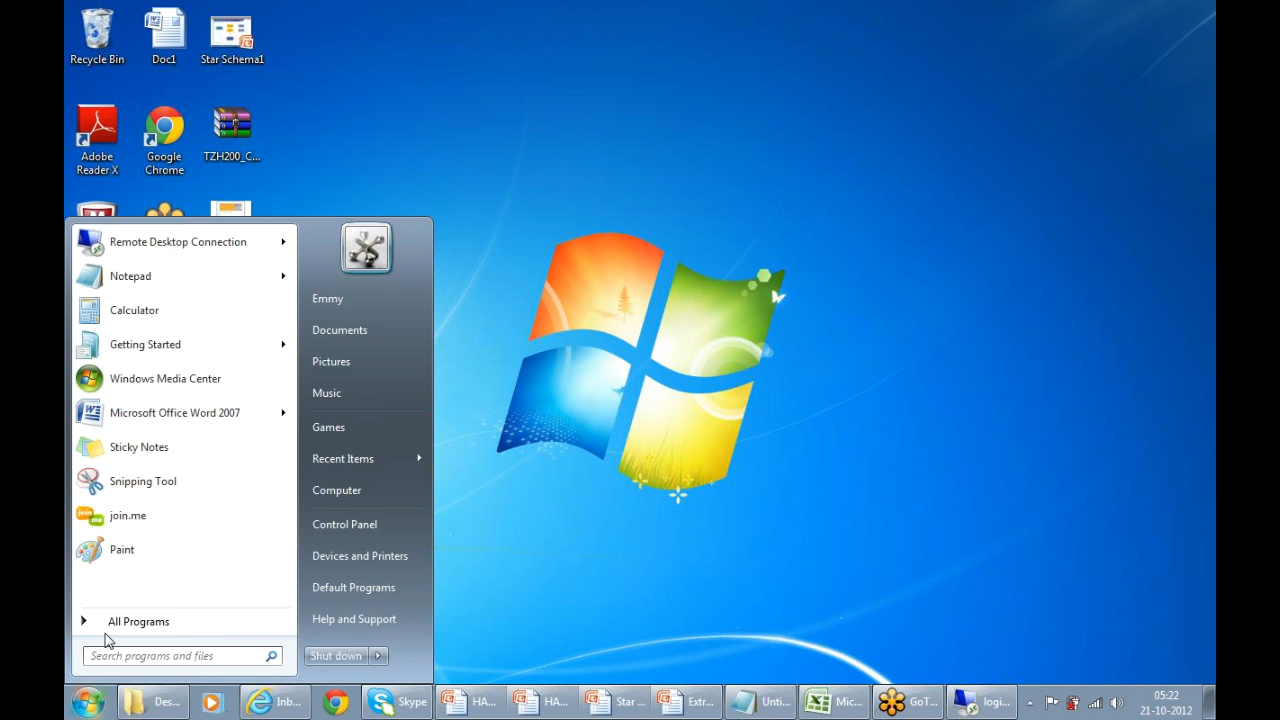 Recycle Bin
Doc1
Star Schema1
Adobe
Reader X
Google
Chrome
TZH200_C...
Remote Desktop Connection
Notepad
Calculator
Getting Started
Windows Media Center
Microsoft Office Word 2007
Sticky Notes
Snipping Tool
join.me
Paint
All Programs
Search programs and files
Emmy
Documents
Pictures
Music
Games
Recent Items
Computer
Control Panel
Devices and Printers
Default Programs
Help and Support
Shut down
Des...
Inb...
Skype
HA...
HA...
Star ...
Extr...
Unti...
Mic...
GoT...
logi...
05:22
21-10-2012